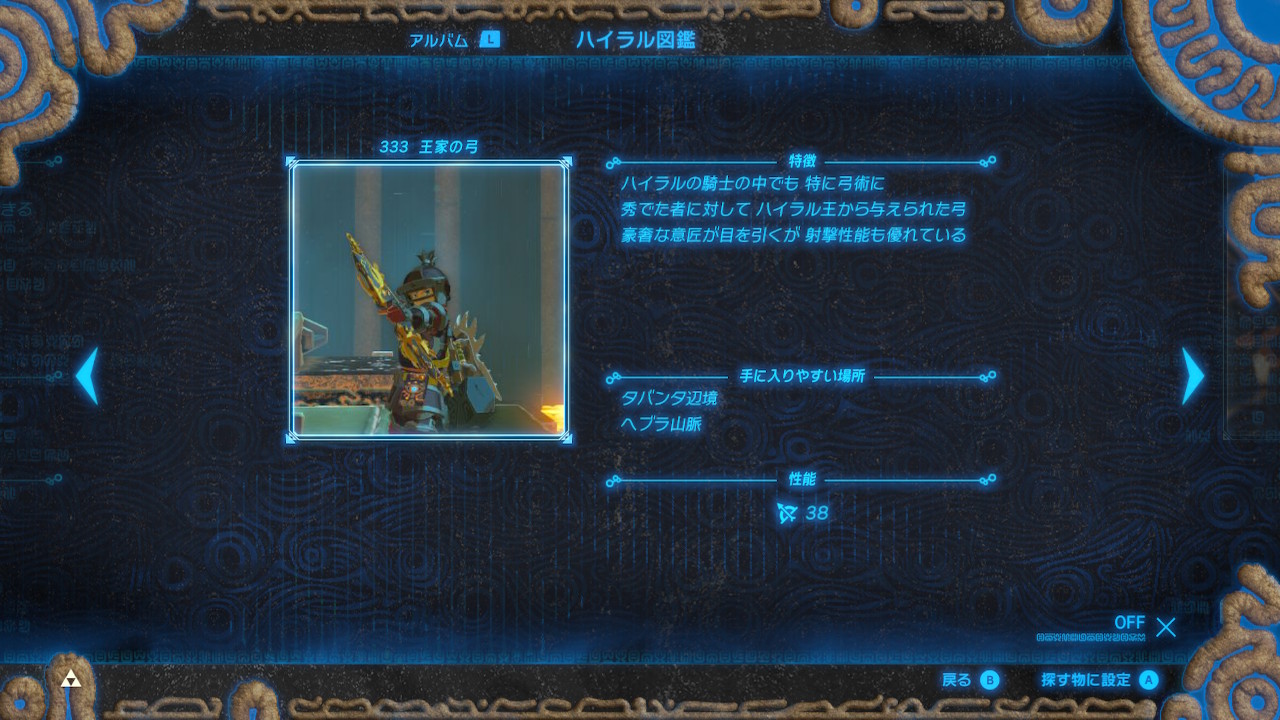 アルバム L
ハイラル図鑑
333 王家の弓
特徴
ハイラルの騎士の中でも 特に弓術に
秀でた者に対して ハイラル王から与えられた弓
豪奢な意匠が目を引くが 射撃性能も優れている
手に入りやすい場所
タバンタ辺境
ヘブラ山脈
性能
38
OFF
戻る B
探す物に設定 A